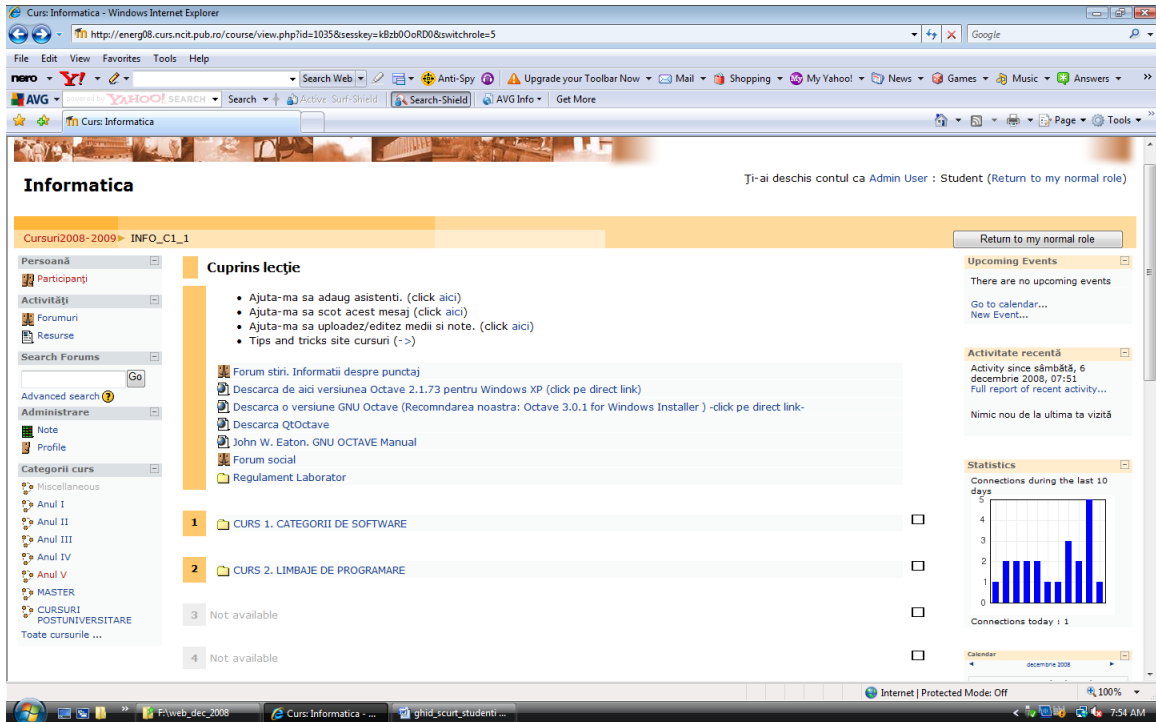 Curs: Informatica - Windows Internet Explorer
http://energ08.curs.ncit.pub.ro/course/view.php?id=1035&sesskey=kBzb0OoRD0&switchrole=5
Google
File Edit View Favorites Tools Help
nero Y! Search Web Anti-Spy Upgrade your Toolbar Now Mail Shopping My Yahoo! News Games Music Answers »
AVG YAHOO! SEARCH Search Active Surf-Shield Search-Shield AVG Info Get More
Curs: Informatica Page Tools »
Informatica
Ţi-ai deschis contul ca Admin User : Student (Return to my normal role)
Cursuri2008-2009 ► INFO_C1_1
Return to my normal role
Persoană
Participanţi
Activităţi
Forumuri
Resurse
Search Forums
Go
Advanced search ?
Administrare
Note
Profile
Categorii curs
Miscellaneous
Anul I
Anul II
Anul III
Anul IV
Anul V
MASTER
CURSURI
POSTUNIVERSITARE
Toate cursurile ...
Cuprins lecţie
• Ajuta-ma sa adaug asistenti. (click aici)
• Ajuta-ma sa scot acest mesaj (click aici)
• Ajuta-ma sa uploadez/editez medii si note. (click aici)
• Tips and tricks site cursuri (->)
Forum stiri. Informatii despre punctaj
Descarca de aici versiunea Octave 2.1.73 pentru Windows XP (click pe direct link)
Descarca o versiune GNU Octave (Recomndarea noastra: Octave 3.0.1 for Windows Installer ) -click pe direct link-
Descarca QtOctave
John W. Eaton. GNU OCTAVE Manual
Forum social
Regulament Laborator
1 CURS 1. CATEGORII DE SOFTWARE
2 CURS 2. LIMBAJE DE PROGRAMARE
3 Not available
4 Not available
Upcoming Events
There are no upcoming events
Go to calendar...
New Event...
Activitate recentă
Activity since sâmbătă, 6
decembrie 2008, 07:51
Full report of recent activity...
Nimic nou de la ultima ta vizită
Statistics
Connections during the last 10
days
5
4
3
2
1
0
Connections today : 1
Calendar
◄ decembrie 2008 ►
Internet | Protected Mode: Off 100%
» F:\web_dec_2008 Curs: Informatica - ... ghid_scurt_studenti ... < 7:54 AM